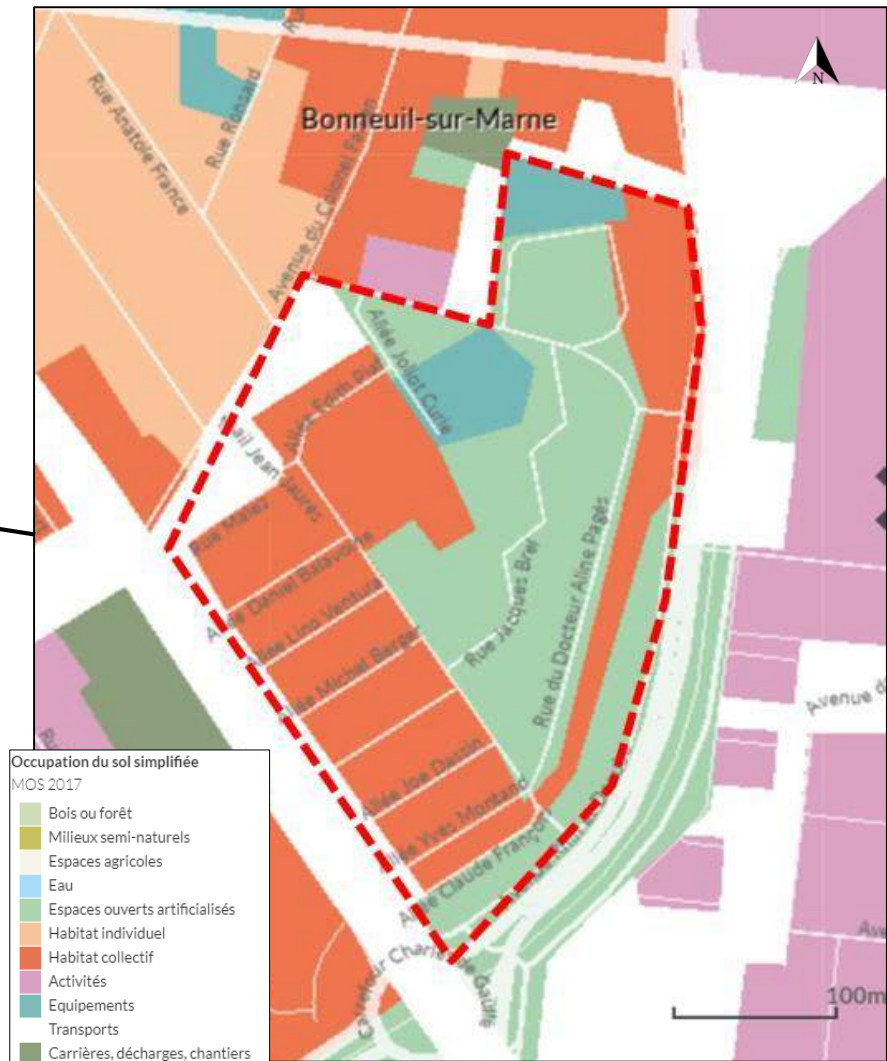 N
Bonneuil-sur-Marne
Rue Anatole France
Rue Ronsard
Avenue du Colonel Fabien
Allée Joliot Curie
Allée Edith Piaf
Mail Jean Jaurès
Rue Malet
Allée Daniel Balavoine
Allée Lino Ventura
Allée Michel Berger
Rue Jacques Brel
Rue du Docteur Aline Pagès
Allée Joe Dassin
Allée Yves Montand
Allée Claude François
Carrefour Charles de Gaulle
Avenue d
Ave
100m
Occupation du sol simplifiée
MOS 2017
Bois ou forêt
Milieux semi-naturels
Espaces agricoles
Eau
Espaces ouverts artificialisés
Habitat individuel
Habitat collectif
Activités
Equipements
Transports
Carrières, décharges, chantiers